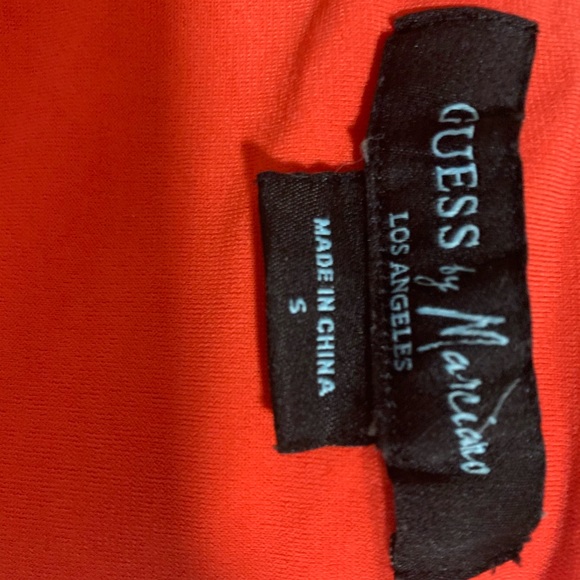 GUESS by Marciano
LOS ANGELES
MADE IN CHINA
S